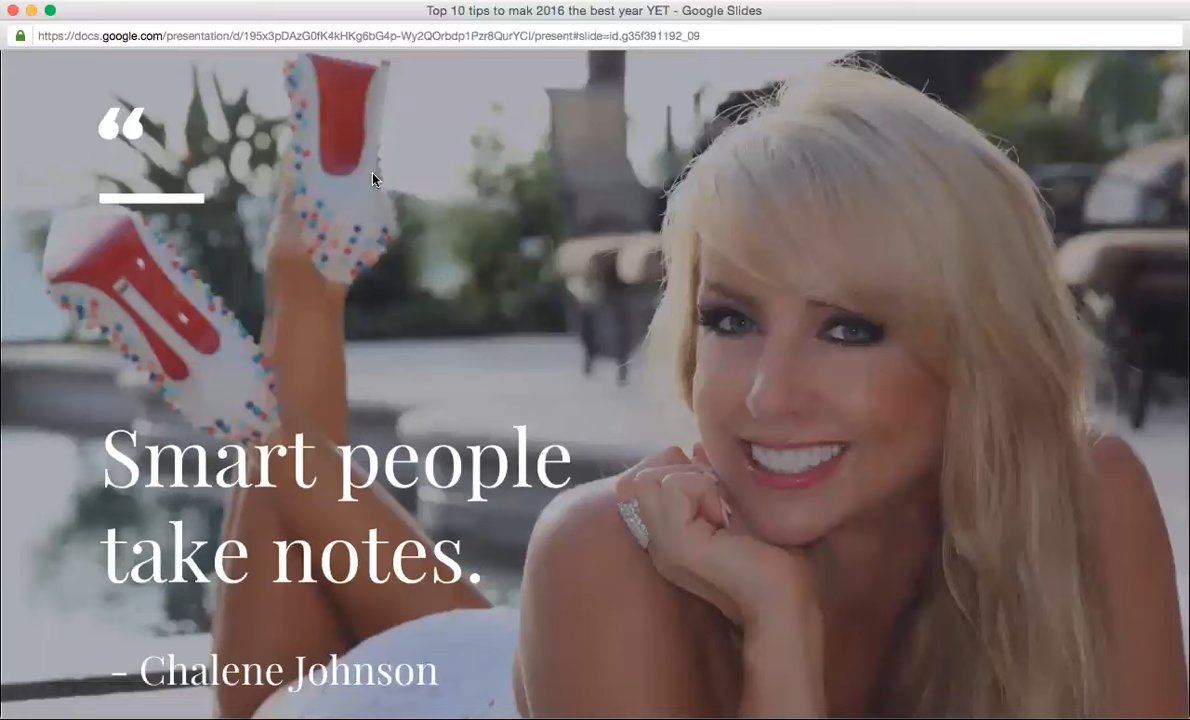 Top 10 tips to mak 2016 the best year YET - Google Slides
https://docs.google.com/presentation/d/195x3pDAzG0fK4kHKg6bG4p-Wy2QOrbdp1Pzr8QurYCI/present#slide=id.g35f391192_09
“
Smart people
take notes.
- Chalene Johnson